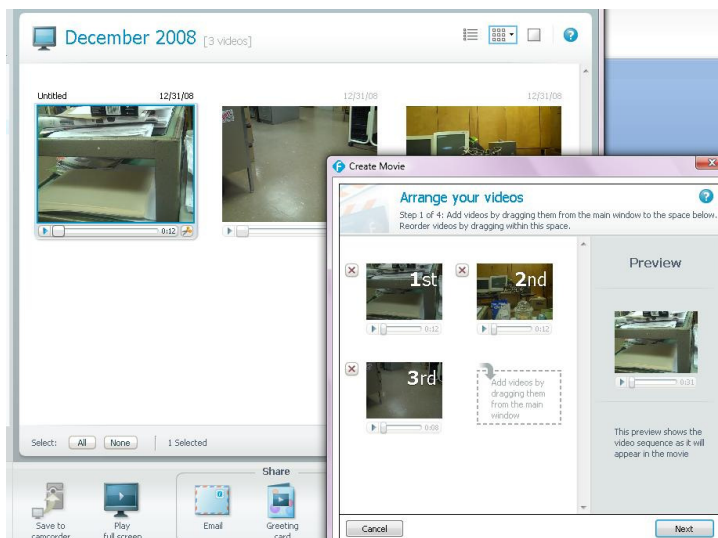 December 2008 [3 videos]
Untitled 12/31/08
12/31/08
12/31/08
0:12
Create Movie
Arrange your videos
Step 1 of 4: Add videos by dragging them from the main window to the space below.
Reorder videos by dragging within this space.
1st
0:12
2nd
0:12
3rd
0:08
Add videos by
dragging them
from the main
window
Preview
0:31
This preview shows the
video sequence as it will
appear in the movie
Cancel
Next
Select: All None 1 Selected
Share
Save to
camcorder
Play
full screen
Email
Greeting
card